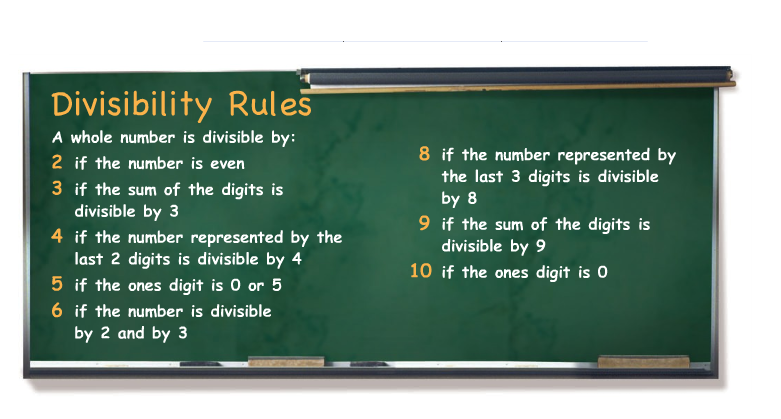 Divisibility Rules
A whole number is divisible by:
2 if the number is even
3 if the sum of the digits is
divisible by 3
4 if the number represented by the
last 2 digits is divisible by 4
5 if the ones digit is 0 or 5
6 if the number is divisible
by 2 and by 3
8 if the number represented by
the last 3 digits is divisible
by 8
9 if the sum of the digits is
divisible by 9
10 if the ones digit is 0